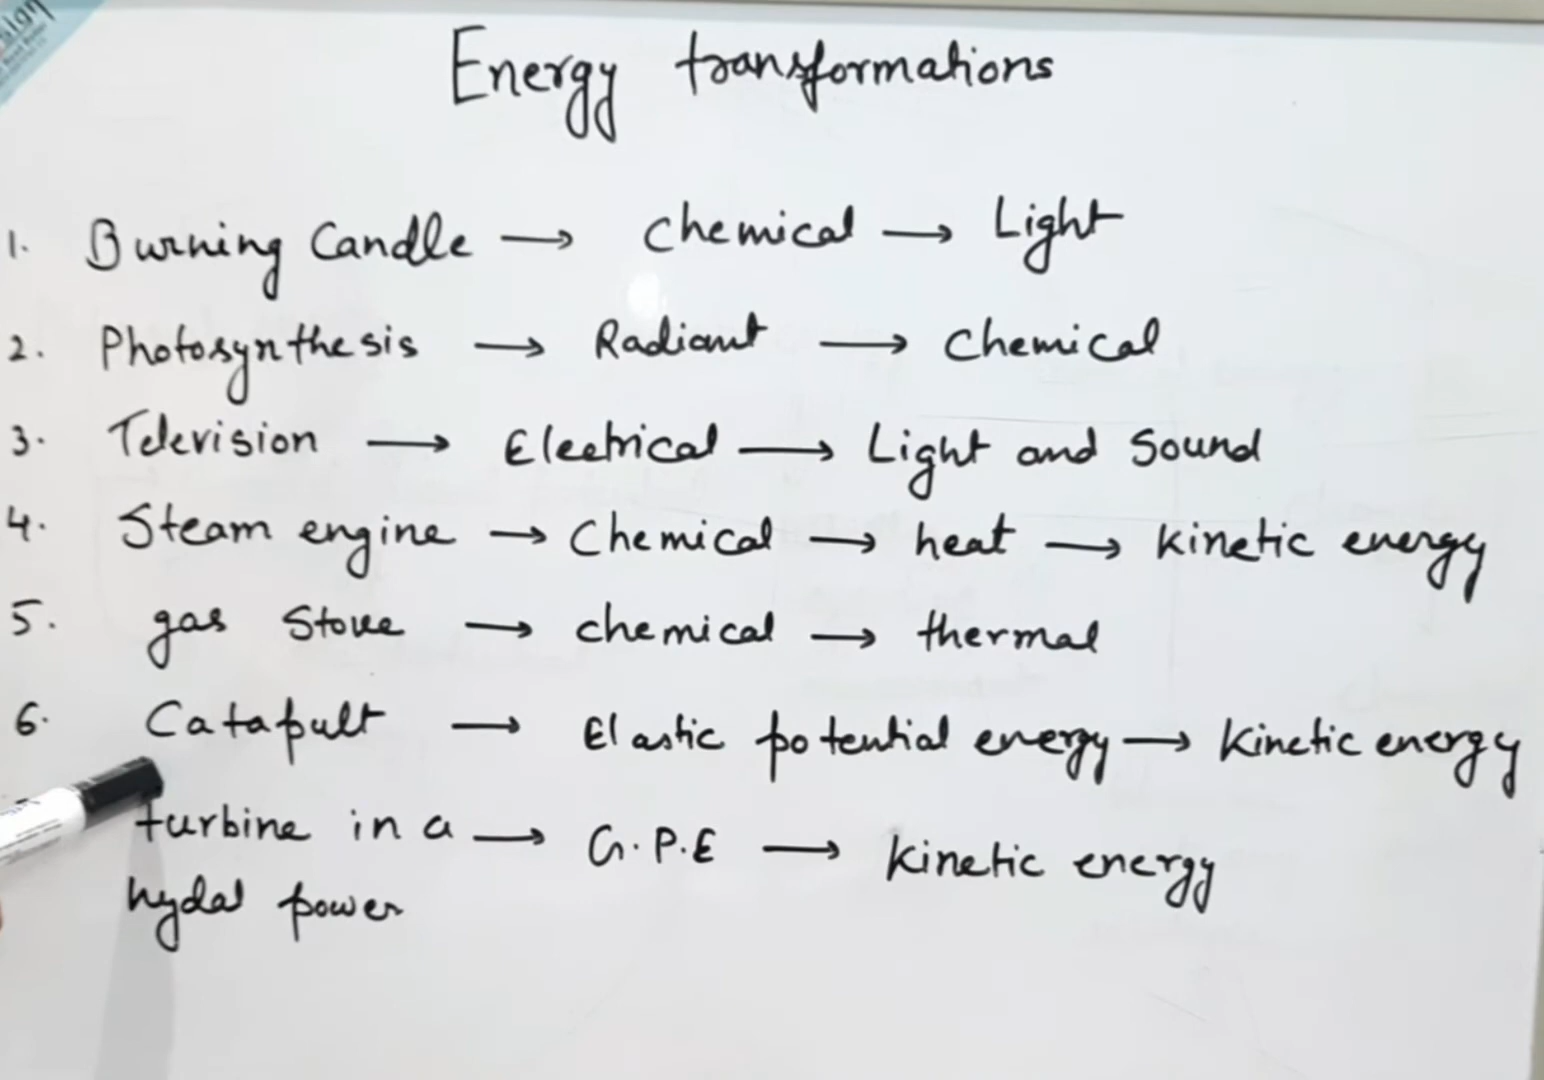 Energy transformations
1. Burning Candle → Chemical → Light
2. Photosynthesis → Radiant → Chemical
3. Television → Electrical → Light and Sound
4. Steam engine → Chemical → heat → kinetic energy
5. gas Stove → chemical → thermal
6. Catapult → Elastic potential energy → Kinetic energy
turbine in a → G.P.E → kinetic energy
hydal power